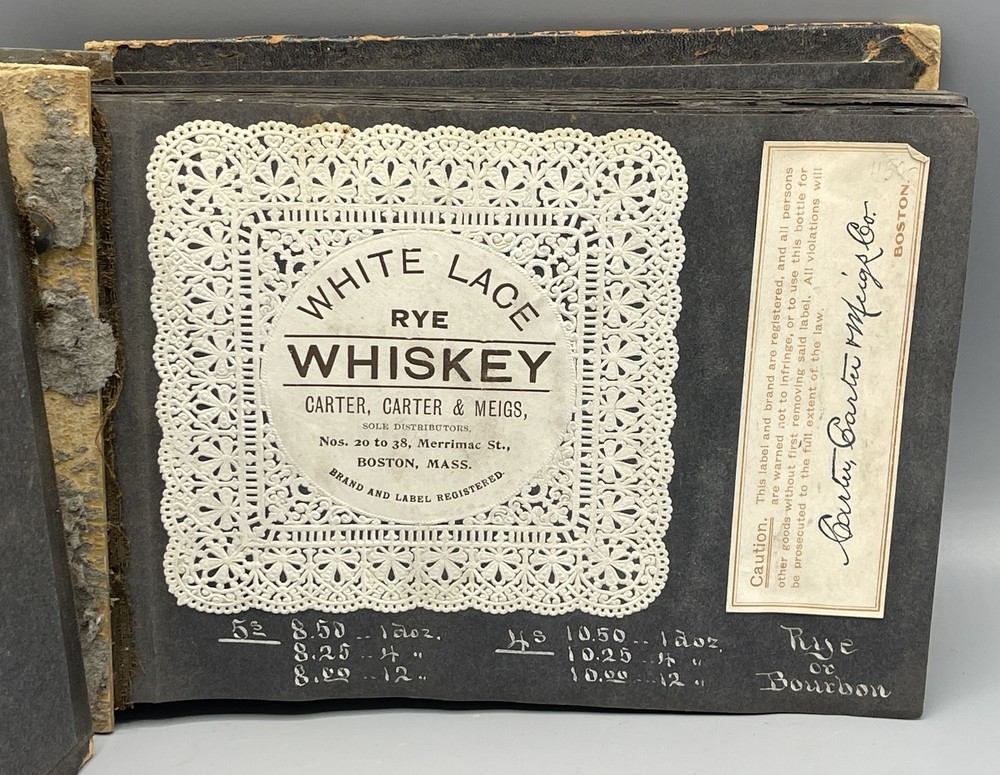 WHITE LACE
RYE
WHISKEY
CARTER, CARTER & MEIGS,
SOLE DISTRIBUTORS,
Nos. 20 to 38, Merrimac St.,
BOSTON, MASS.
BRAND AND LABEL REGISTERED.
Caution. This label and brand are registered, and all persons
are warned not to infringe, or to use this bottle for
other goods without first removing said label. All violations will
be prosecuted to the full extent of the law.
Carter, Carter & Meigs Co.
BOSTON.
5s 8.50 -- 1 doz.
8.25 -- 4 "
8.00 -- 12 "
4s 10.50 -- 1 doz.
10.25 -- 4 "
10.00 -- 12 "
Rye
or
Bourbon